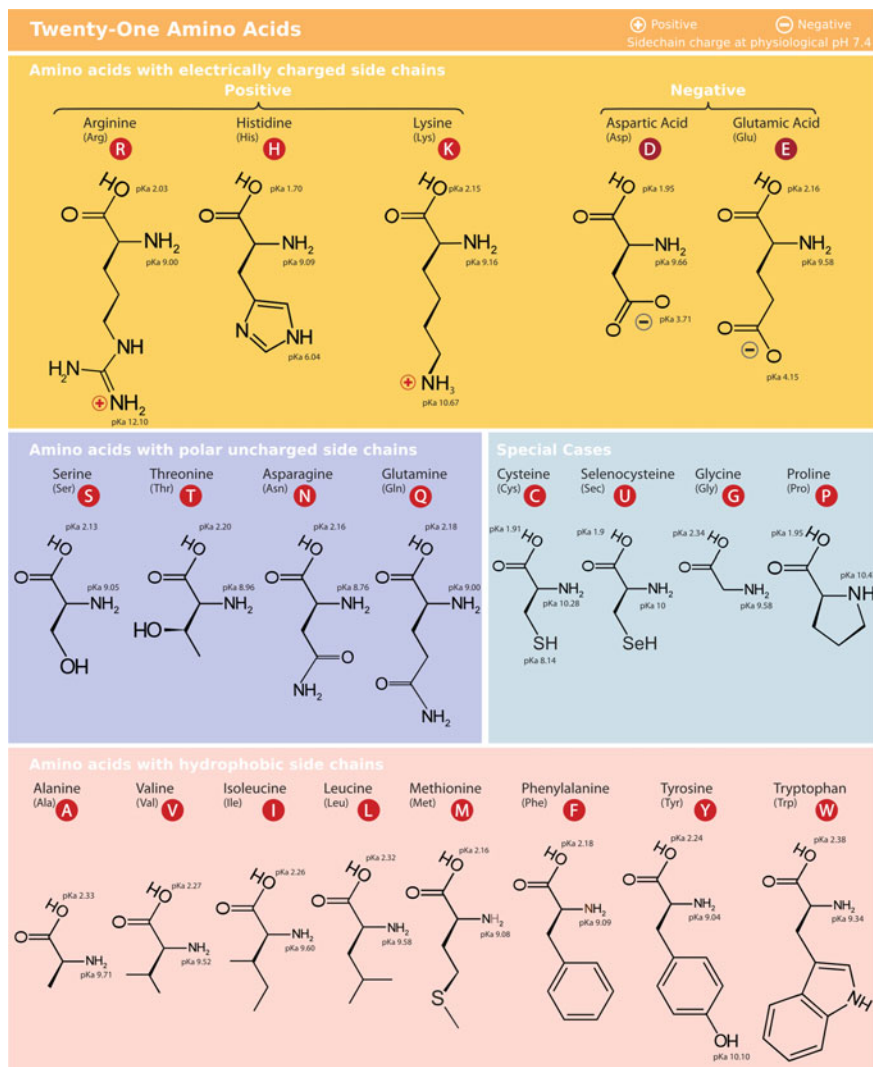 Twenty-One Amino Acids
Positive
Negative
Sidechain charge at physiological pH 7.4
Amino acids with electrically charged side chains
Positive
Negative
Arginine
(Arg)
R
HO
pKa 2.03
O
NH2
pKa 9.00
NH
H2N
NH2
pKa 12.10
Histidine
(His)
H
HO
pKa 1.70
O
NH2
pKa 9.09
N
NH
pKa 6.04
Lysine
(Lys)
K
HO
pKa 2.15
O
NH2
pKa 9.16
NH3
pKa 10.67
Aspartic Acid
(Asp)
D
HO
pKa 1.95
O
NH2
pKa 9.66
O
O
pKa 3.71
Glutamic Acid
(Glu)
E
HO
pKa 2.16
O
NH2
pKa 9.58
O
O
pKa 4.15
Amino acids with polar uncharged side chains
Serine
(Ser)
S
pKa 2.13
HO
O
pKa 9.05
NH2
OH
Threonine
(Thr)
T
pKa 2.20
HO
O
pKa 8.96
NH2
HO
Asparagine
(Asn)
N
pKa 2.16
HO
O
pKa 8.76
NH2
O
NH2
Glutamine
(Gln)
Q
pKa 2.18
HO
O
pKa 9.00
NH2
O
NH2
Special Cases
Cysteine
(Cys)
C
pKa 1.91
HO
O
NH2
pKa 10.28
SH
pKa 8.14
Selenocysteine
(Sec)
U
pKa 1.9
HO
O
NH2
pKa 10
SeH
Glycine
(Gly)
G
pKa 2.34
HO
O
NH2
pKa 9.58
Proline
(Pro)
P
pKa 1.95
HO
O
pKa 10.4
NH
Amino acids with hydrophobic side chains
Alanine
(Ala)
A
pKa 2.33
HO
O
NH2
pKa 9.71
Valine
(Val)
V
pKa 2.27
HO
O
NH2
pKa 9.52
Isoleucine
(Ile)
I
pKa 2.26
HO
O
NH2
pKa 9.60
Leucine
(Leu)
L
pKa 2.32
HO
O
NH2
pKa 9.58
Methionine
(Met)
M
pKa 2.16
HO
O
NH2
pKa 9.08
S
Phenylalanine
(Phe)
F
pKa 2.18
HO
O
NH2
pKa 9.09
Tyrosine
(Tyr)
Y
pKa 2.24
HO
O
NH2
pKa 9.04
OH
pKa 10.10
Tryptophan
(Trp)
W
pKa 2.38
HO
O
NH2
pKa 9.34
NH